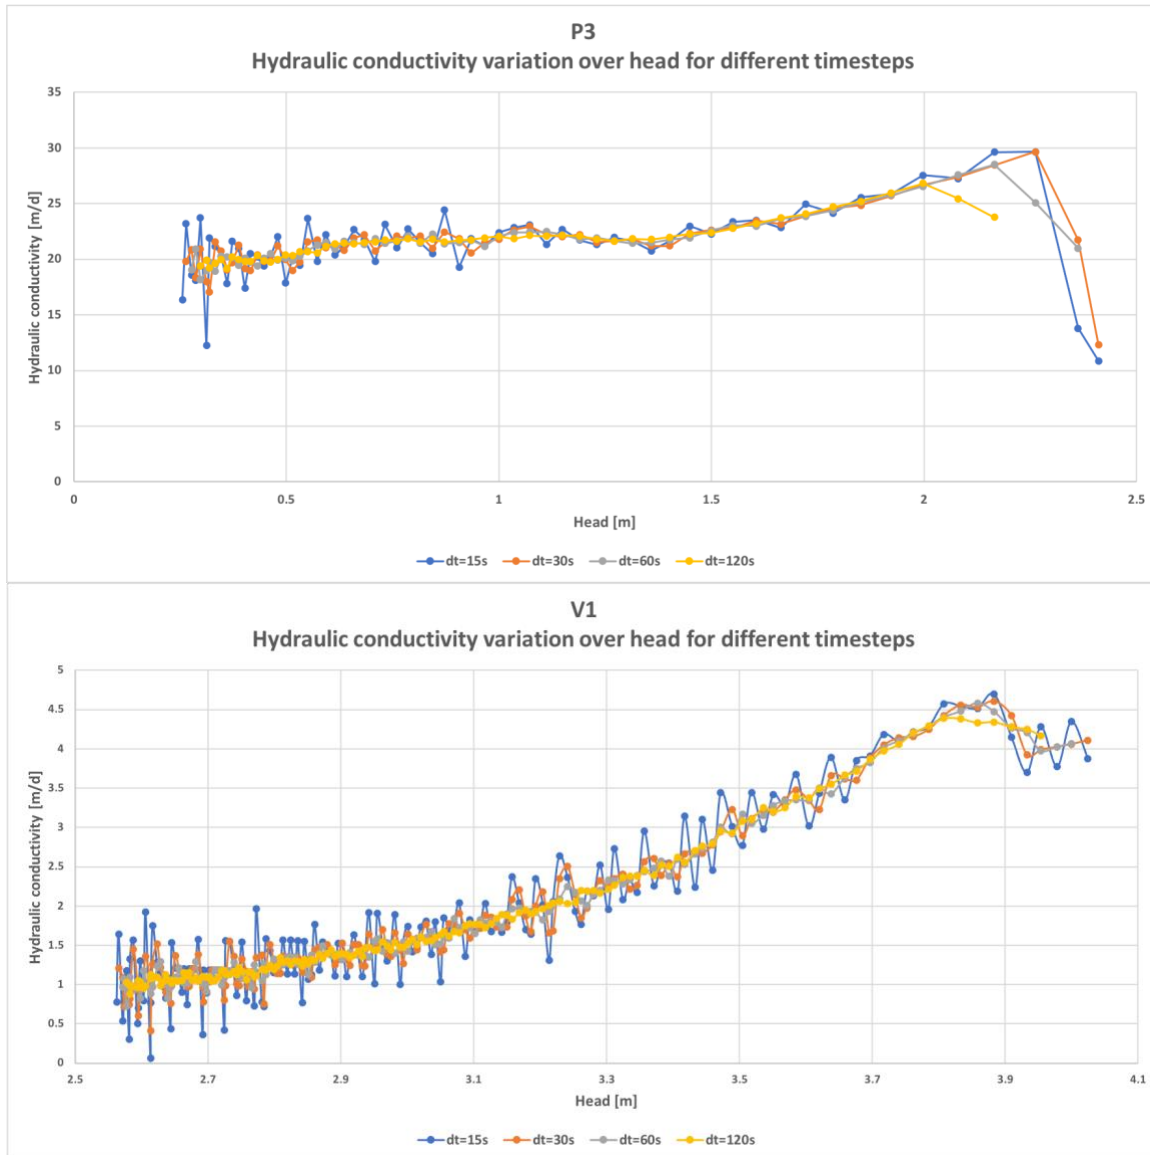 P3
Hydraulic conductivity variation over head for different timesteps
35
30
25
20
15
10
5
0
Hydraulic conductivity [m/d]
0 0.5 1 1.5 2 2.5
Head [m]
dt=15s dt=30s dt=60s dt=120s
V1
Hydraulic conductivity variation over head for different timesteps
5
4.5
4
3.5
3
2.5
2
1.5
1
0.5
0
Hydraulic conductivity [m/d]
2.5 2.7 2.9 3.1 3.3 3.5 3.7 3.9 4.1
Head [m]
dt=15s dt=30s dt=60s dt=120s